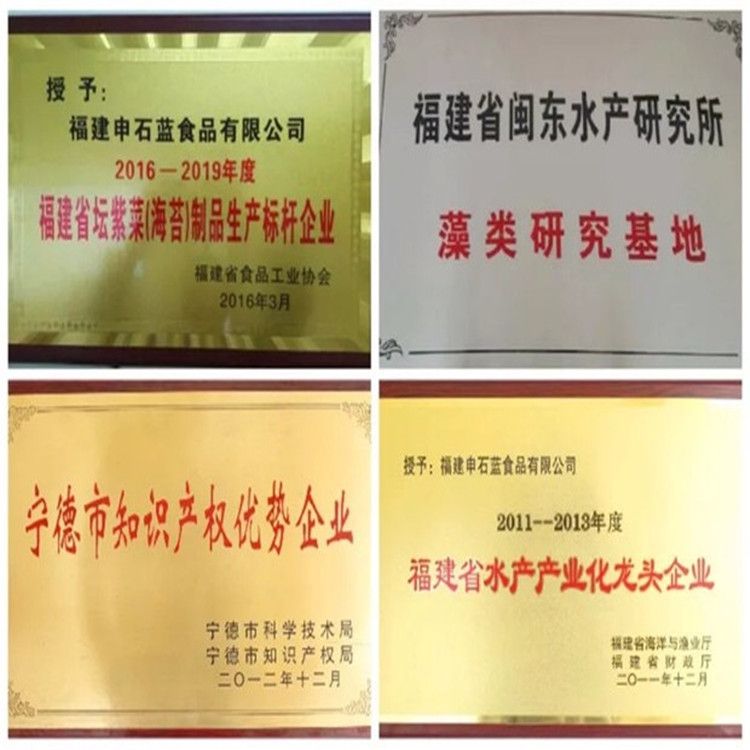 授予：
福建申石蓝食品有限公司
2016－2019年度
福建省坛紫菜(海苔)制品生产标杆企业
福建省食品工业协会
2016年3月
福建省闽东水产研究所
藻类研究基地
宁德市知识产权优势企业
宁德市科学技术局
宁德市知识产权局
二〇一二年十二月
授予：福建申石蓝食品有限公司
2011--2013年度
福建省水产产业化龙头企业
福建省海洋与渔业厅
福建省财政厅
二〇一一年十二月